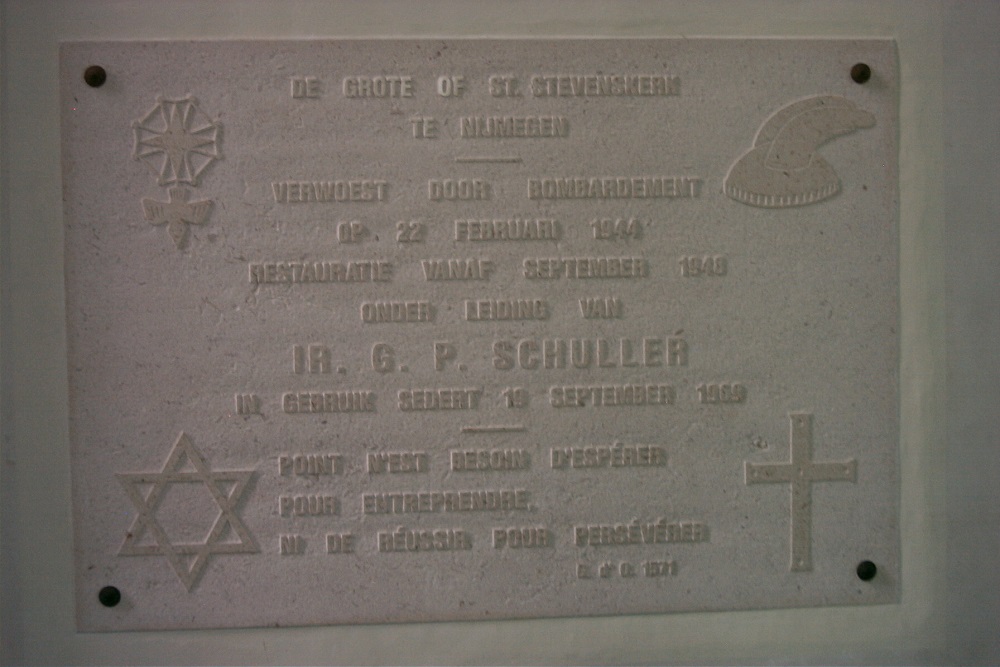 DE GROTE OF ST. STEVENSKERK
TE NIJMEGEN
VERWOEST DOOR BOMBARDEMENT
OP 22 FEBRUARI 1944
RESTAURATIE VANAF SEPTEMBER 1948
ONDER LEIDING VAN
IR. G. P. SCHULLER
IN GEBRUIK SEDERT 19 SEPTEMBER 1969
POINT N'EST BESOIN D'ESPÉRER
POUR ENTREPRENDRE,
NI DE RÉUSSIR POUR PERSÉVÉRER
1971